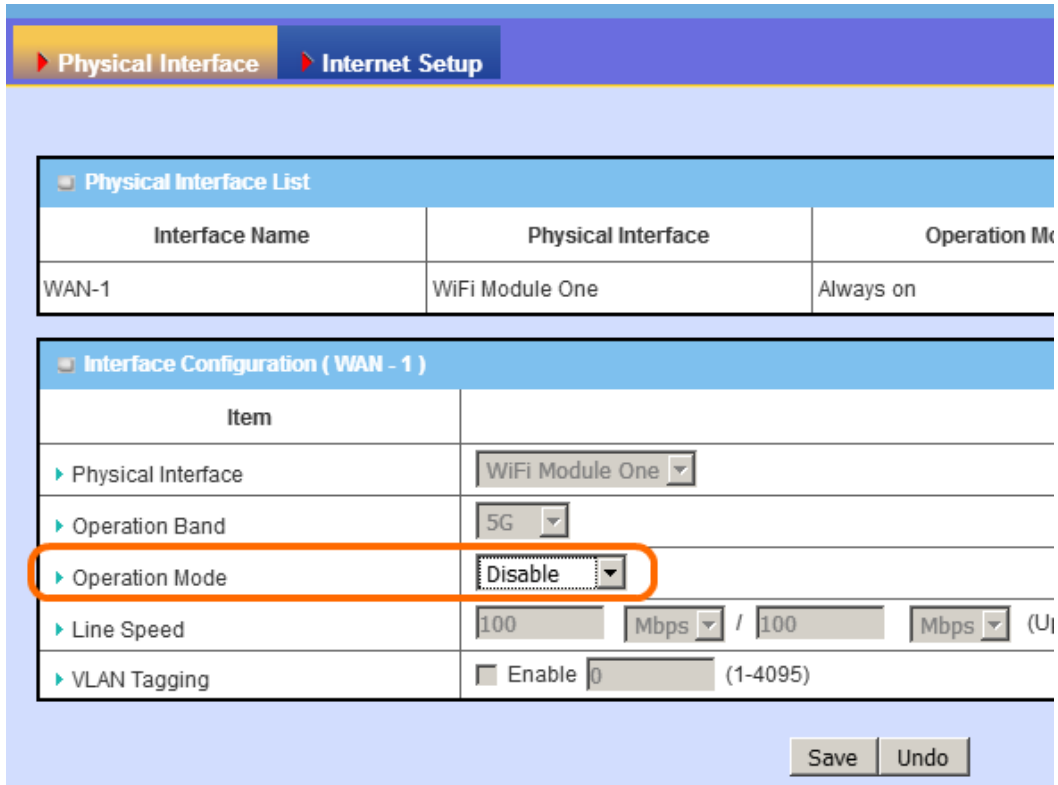 Physical Interface Internet Setup
Physical Interface List
Interface Name Physical Interface Operation
WAN-1 WiFi Module One Always on
Interface Configuration ( WAN - 1 )
Item
Physical Interface WiFi Module One
Operation Band 5G
Operation Mode Disable
Line Speed 100 Mbps / 100 Mbps
VLAN Tagging Enable 0 (1-4095)
Save Undo